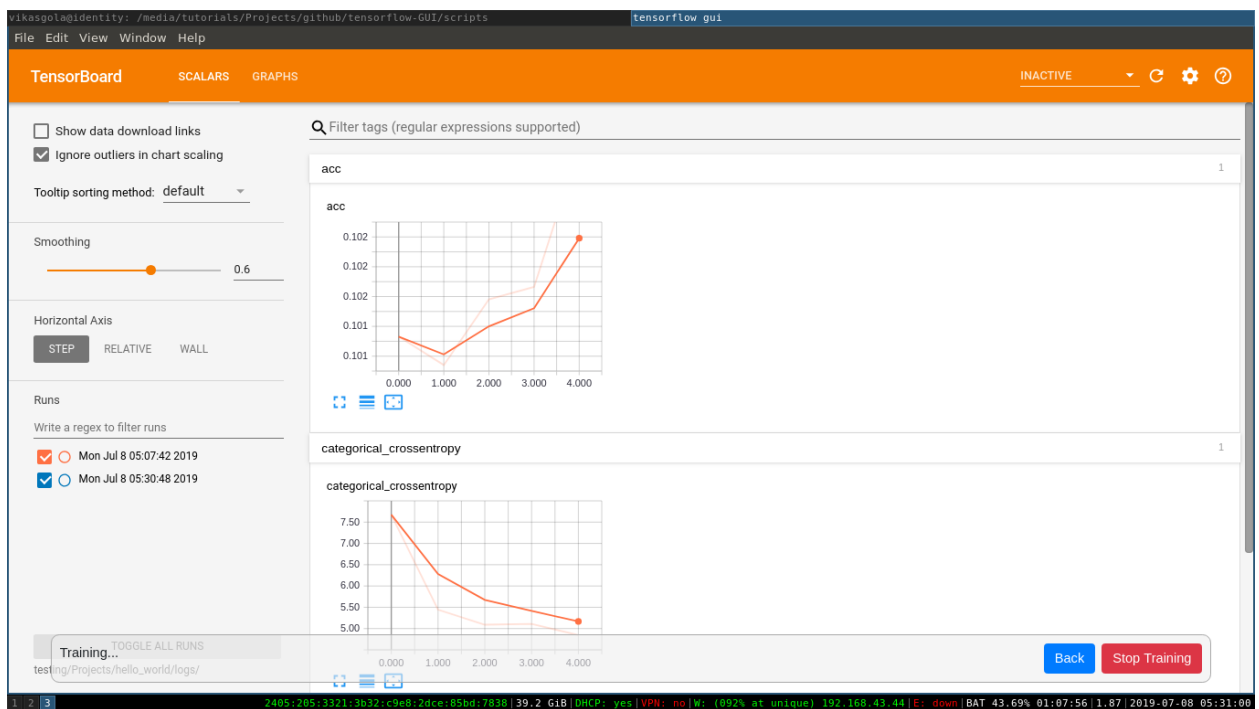 vikasgola@identity: /media/tutorials/Projects/github/tensorflow-GUI/scripts
tensorflow gui
File Edit View Window Help
TensorBoard SCALARS GRAPHS INACTIVE
Show data download links
Ignore outliers in chart scaling
Tooltip sorting method: default
Smoothing
0.6
Horizontal Axis
STEP RELATIVE WALL
Runs
Write a regex to filter runs
Mon Jul 8 05:07:42 2019
Mon Jul 8 05:30:48 2019
TOGGLE ALL RUNS
testing/Projects/hello_world/logs/
Filter tags (regular expressions supported)
acc 1
acc
0.102
0.102
0.102
0.101
0.101
0.000 1.000 2.000 3.000 4.000
categorical_crossentropy 1
categorical_crossentropy
7.50
7.00
6.50
6.00
5.50
5.00
0.000 1.000 2.000 3.000 4.000
Training...
Back Stop Training
1 2 3 2405:205:3321:3b32:c9e8:2dce:85bd:7838|39.2 GiB|DHCP: yes|VPN: no|W: (092% at unique) 192.168.43.44|E: down|BAT 43.69% 01:07:56|1.87|2019-07-08 05:31:00